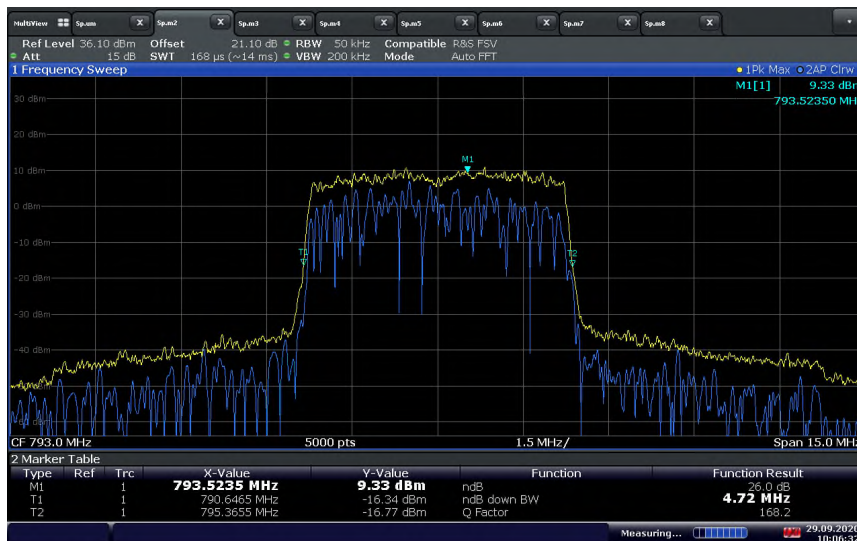 MultiView Sp.um X Sp.m2 X Sp.m3 X Sp.m4 X Sp.m5 X Sp.m6 X Sp.m7 X Sp.m8 X
Ref Level 36.10 dBm Offset 21.10 dB RBW 50 kHz Compatible R&S FSV
Att 15 dB SWT 168 µs (~14 ms) VBW 200 kHz Mode Auto FFT
1 Frequency Sweep 1Pk Max 2AP Clrw
M1[1] 9.33 dBm
793.52350 MH
30 dBm
20 dBm
10 dBm
M1
0 dBm
-10 dBm
T1
T2
-20 dBm
-30 dBm
-40 dBm
CF 793.0 MHz 5000 pts 1.5 MHz/ Span 15.0 MHz
2 Marker Table
Type Ref Trc X-Value Y-Value Function Function Result
M1 1 793.5235 MHz 9.33 dBm ndB 26.0 dB
T1 1 790.6465 MHz -16.34 dBm ndB down BW 4.72 MHz
T2 1 795.3655 MHz -16.77 dBm Q Factor 168.2
Measuring... 29.09.2020
10:06:32